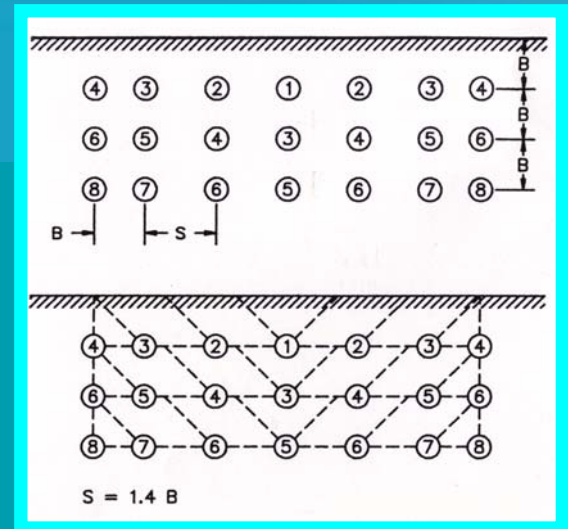 B
④ ③ ② ① ② ③ ④
B
⑥ ⑤ ④ ③ ④ ⑤ ⑥
B
⑧ ⑦ ⑥ ⑤ ⑥ ⑦ ⑧
B S
④ ③ ② ① ② ③ ④
⑥ ⑤ ④ ③ ④ ⑤ ⑥
⑧ ⑦ ⑥ ⑤ ⑥ ⑦ ⑧
S = 1.4 B